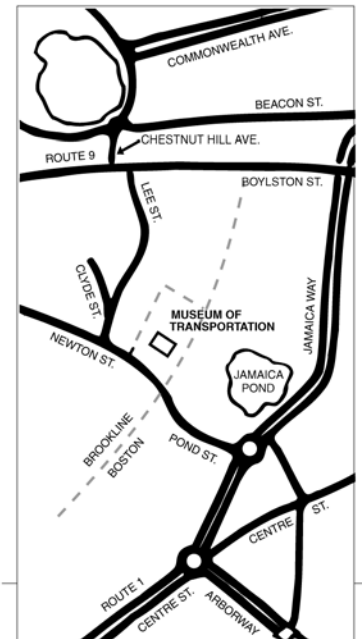 COMMONWEALTH AVE.
BEACON ST.
CHESTNUT HILL AVE.
ROUTE 9
BOYLSTON ST.
LEE ST.
CLYDE ST.
MUSEUM OF
TRANSPORTATION
JAMAICA WAY
NEWTON ST.
JAMAICA
POND
BROOKLINE
BOSTON
POND ST.
CENTRE ST.
ROUTE 1
CENTRE ST.
ARBORWAY